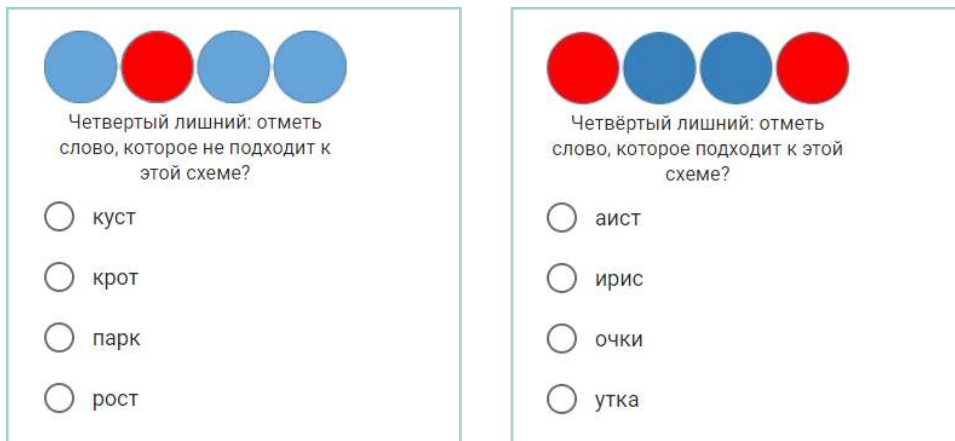 Четвертый лишний: отметь
слово, которое не подходит к
этой схеме?
куст
крот
парк
рост
Четвёртый лишний: отметь
слово, которое подходит к этой
схеме?
аист
ирис
очки
утка